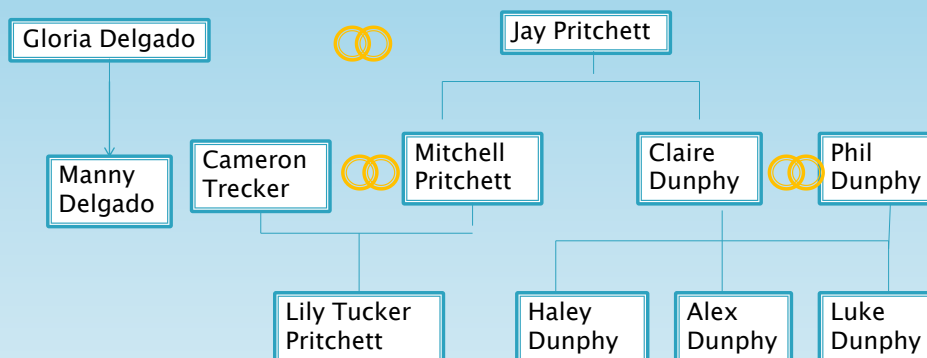 Gloria Delgado
Jay Pritchett
Manny
Delgado
Cameron
Trecker
Mitchell
Pritchett
Claire
Dunphy
Phil
Dunphy
Lily Tucker
Pritchett
Haley
Dunphy
Alex
Dunphy
Luke
Dunphy